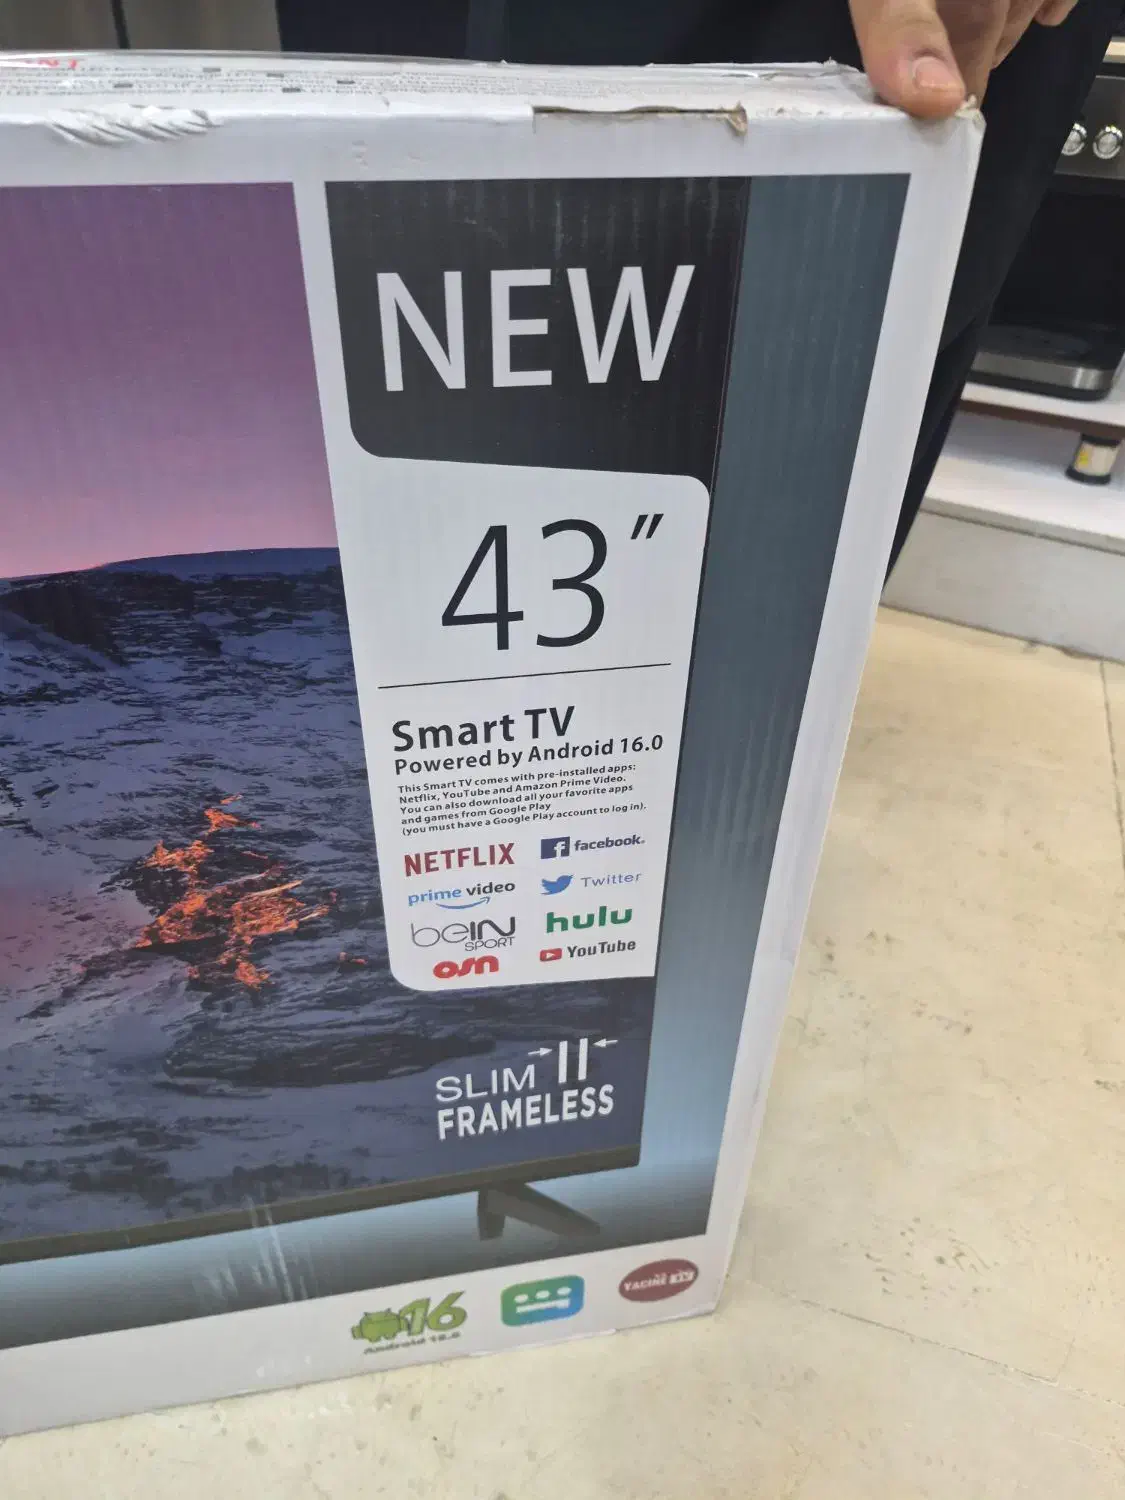 NEW
43"
Smart TV
Powered by Android 16.0
This Smart TV comes with pre-installed apps:
Netflix, YouTube and Amazon Prime Video.
You can also download all your favorite apps
and games from Google Play
(you must have a Google Play account to log in).
NETFLIX
facebook.
prime video
Twitter
beIN
SPORT
hulu
osn
YouTube
SLIM
FRAMELESS
16
Android 16.0
YACINE TV